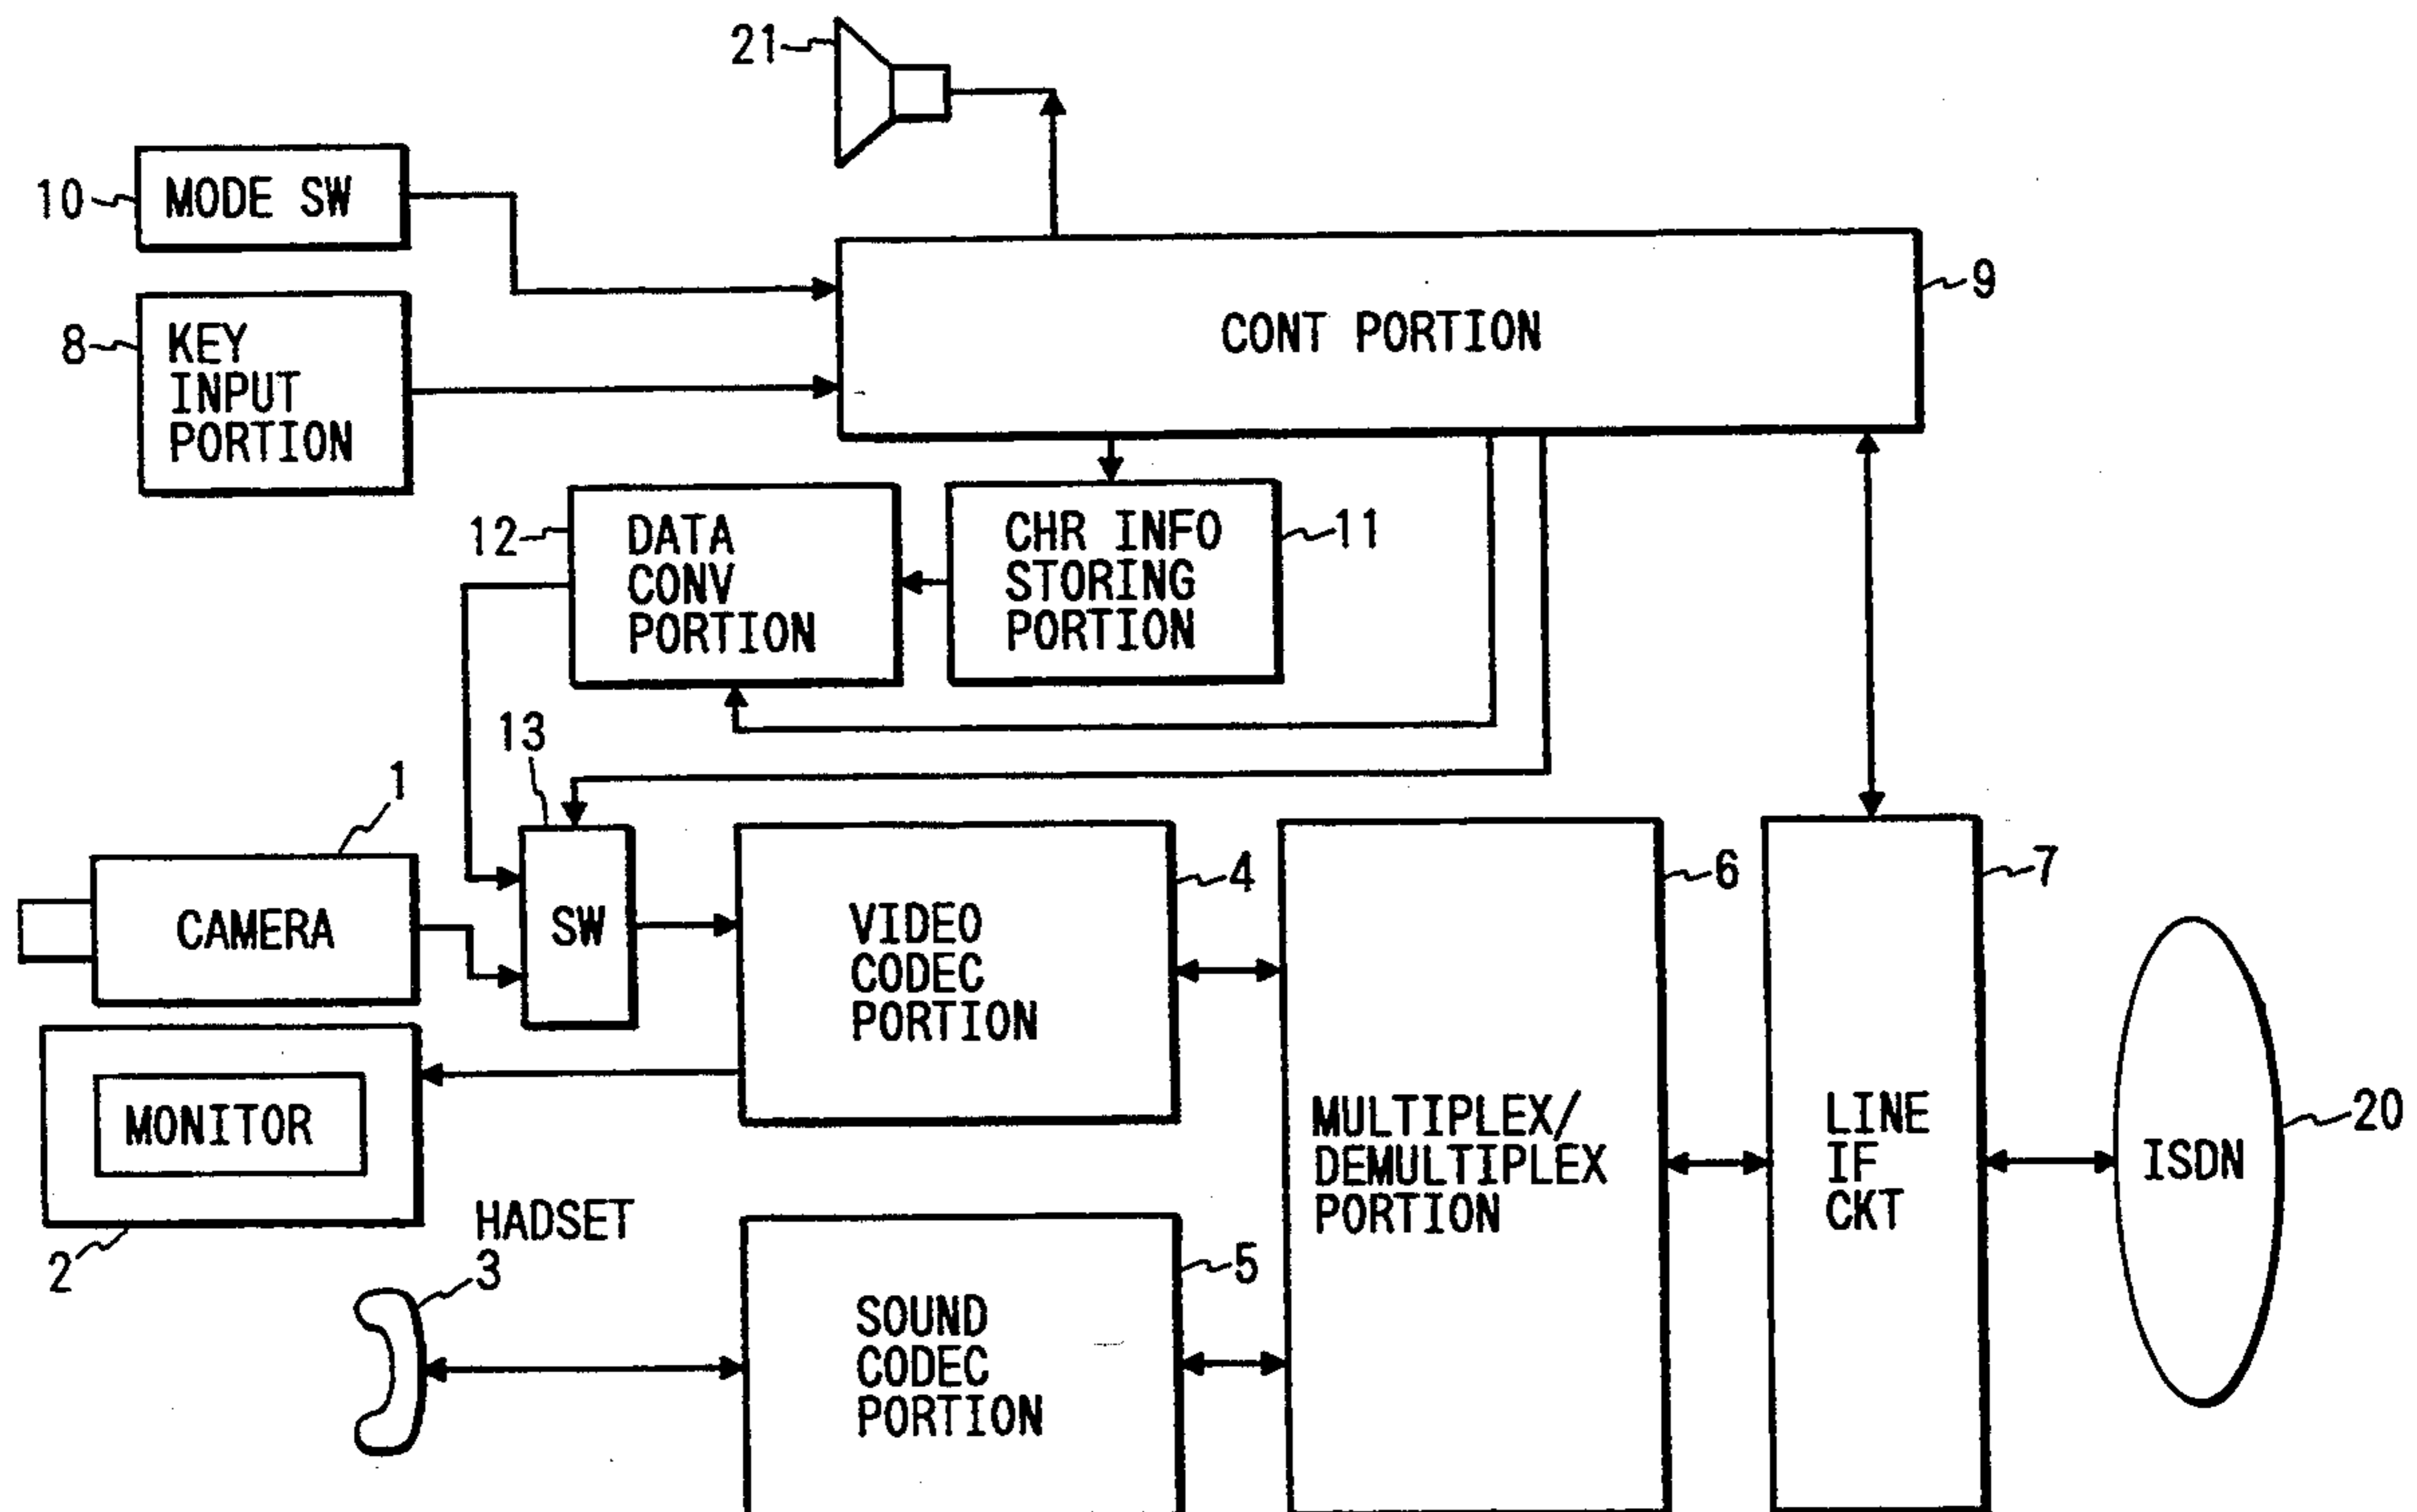 21
10
MODE SW
9
CONT PORTION
8
KEY
INPUT
PORTION
12
DATA
CONV
PORTION
CHR INFO
STORING
PORTION
11
13
1
CAMERA
SW
4
VIDEO
CODEC
PORTION
6
MULTIPLEX/
DEMULTIPLEX
PORTION
7
LINE
IF
CKT
20
ISDN
MONITOR
2
HADSET
3
5
SOUND
CODEC
PORTION